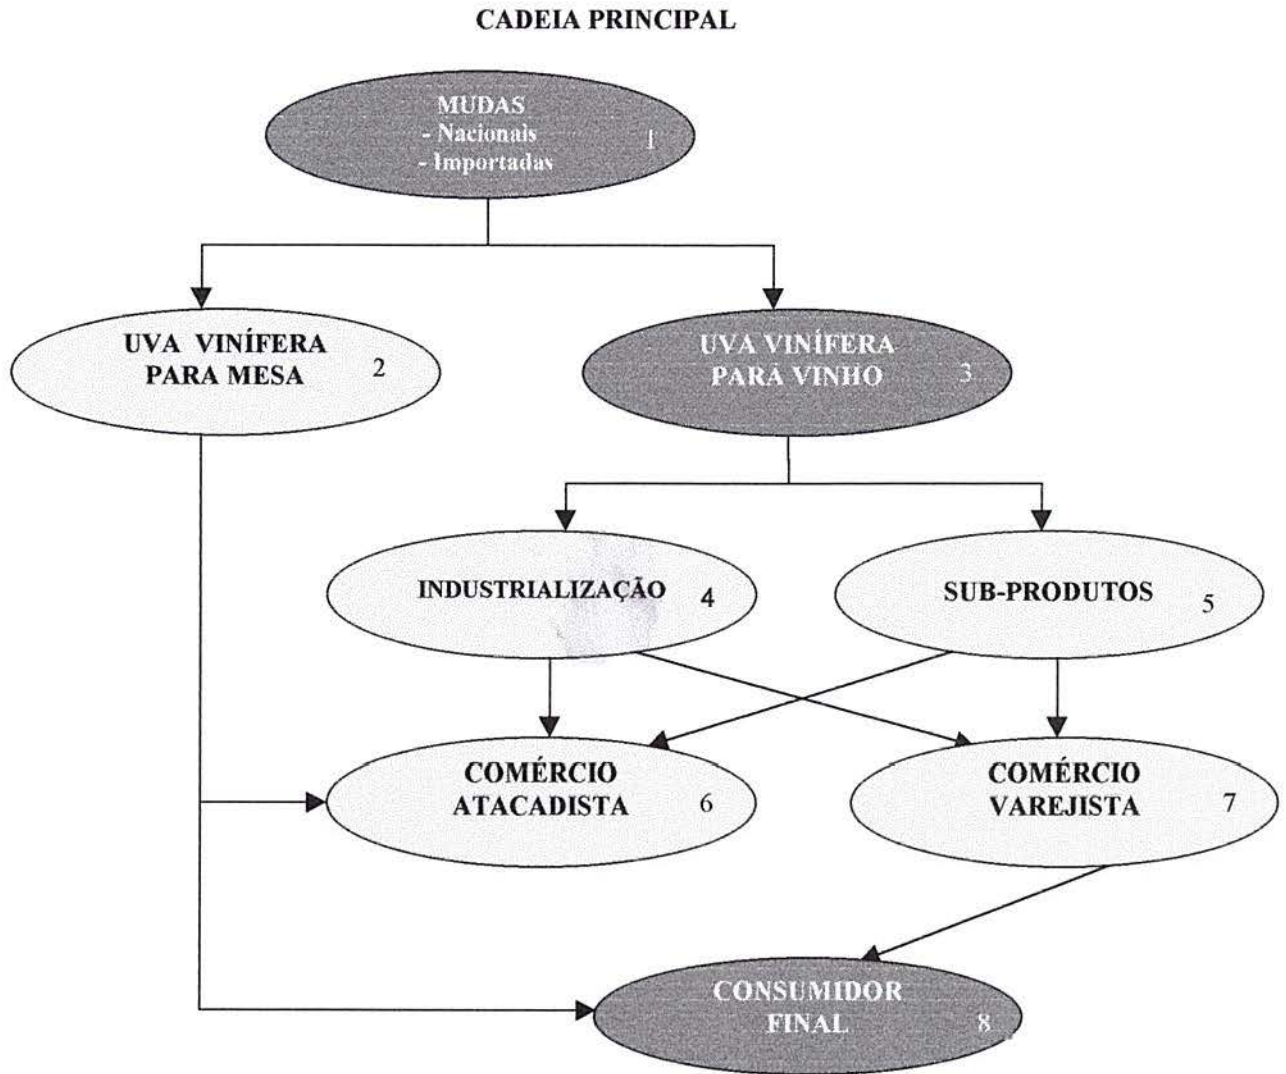 CADEIA PRINCIPAL
MUDAS
- Nacionais
- Importadas
1
UVA VINÍFERA
PARA MESA
2
UVA VINÍFERA
PARA VINHO
3
INDUSTRIALIZAÇÃO 4
SUB-PRODUTOS 5
COMÉRCIO
ATACADISTA 6
COMÉRCIO
VAREJISTA 7
CONSUMIDOR
FINAL 8